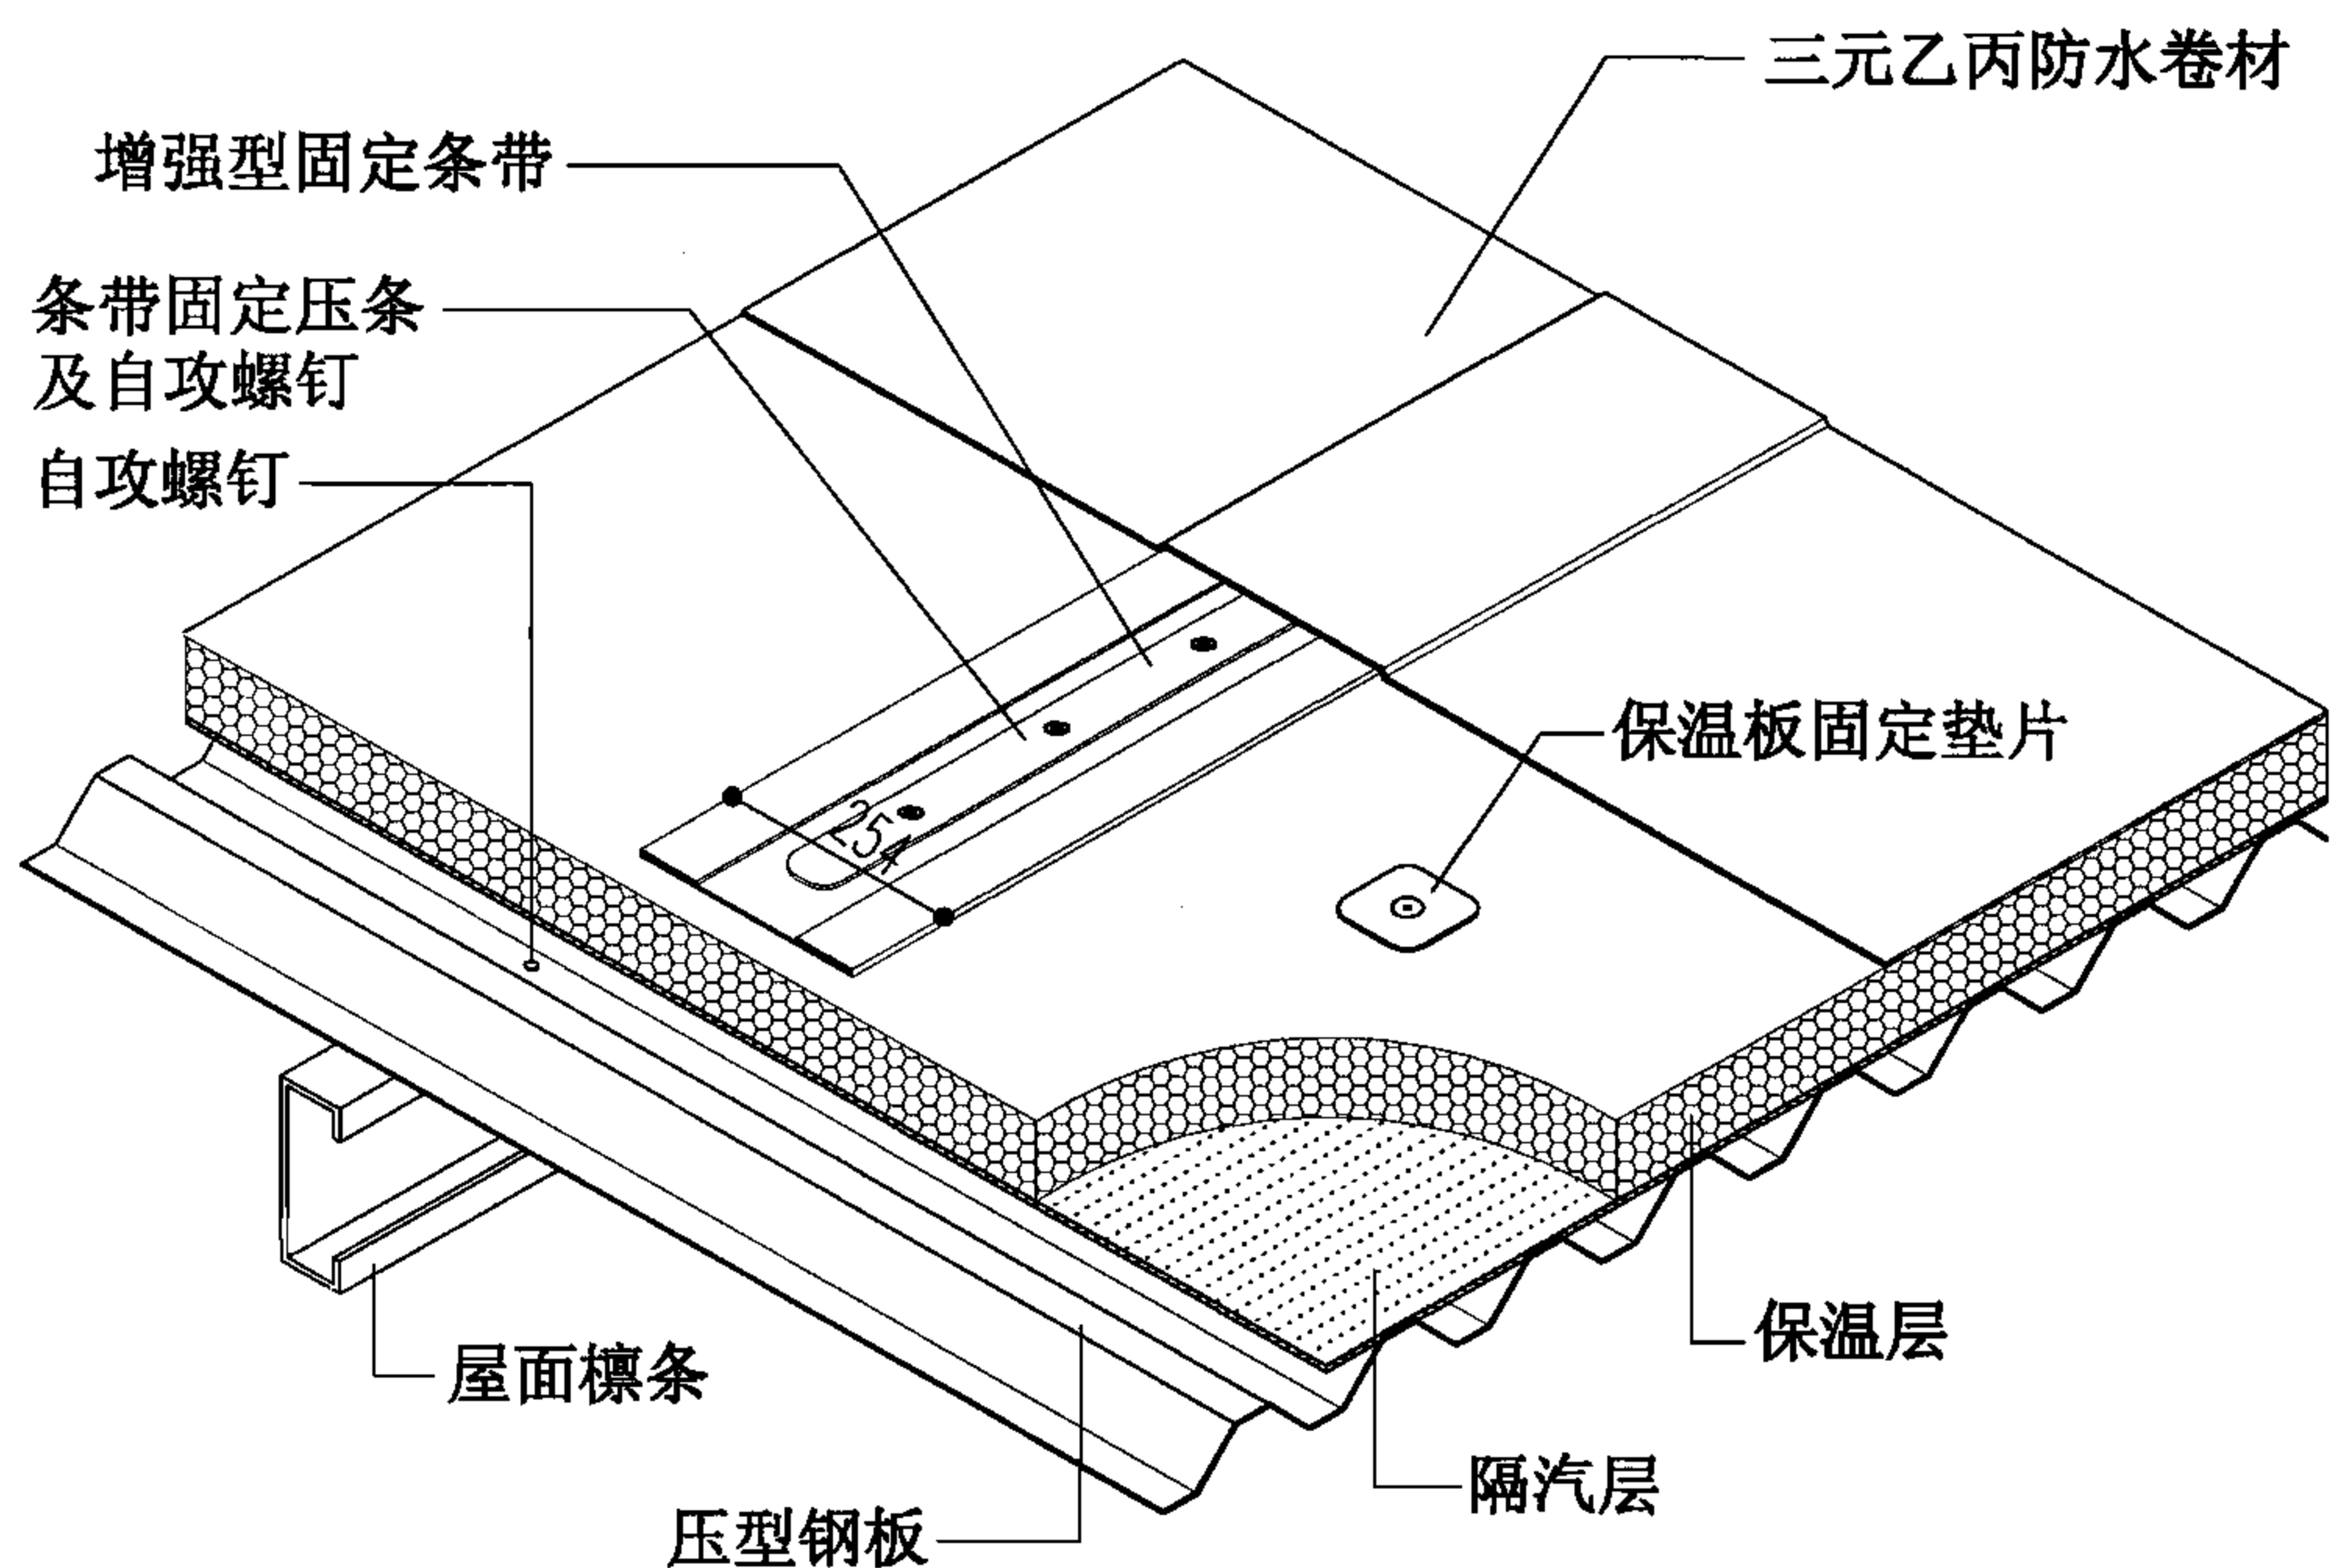 三元乙丙防水卷材
增强型固定条带
条带固定压条
及自攻螺钉
自攻螺钉
保温板固定垫片
254
保温层
屋面檩条
隔汽层
压型钢板